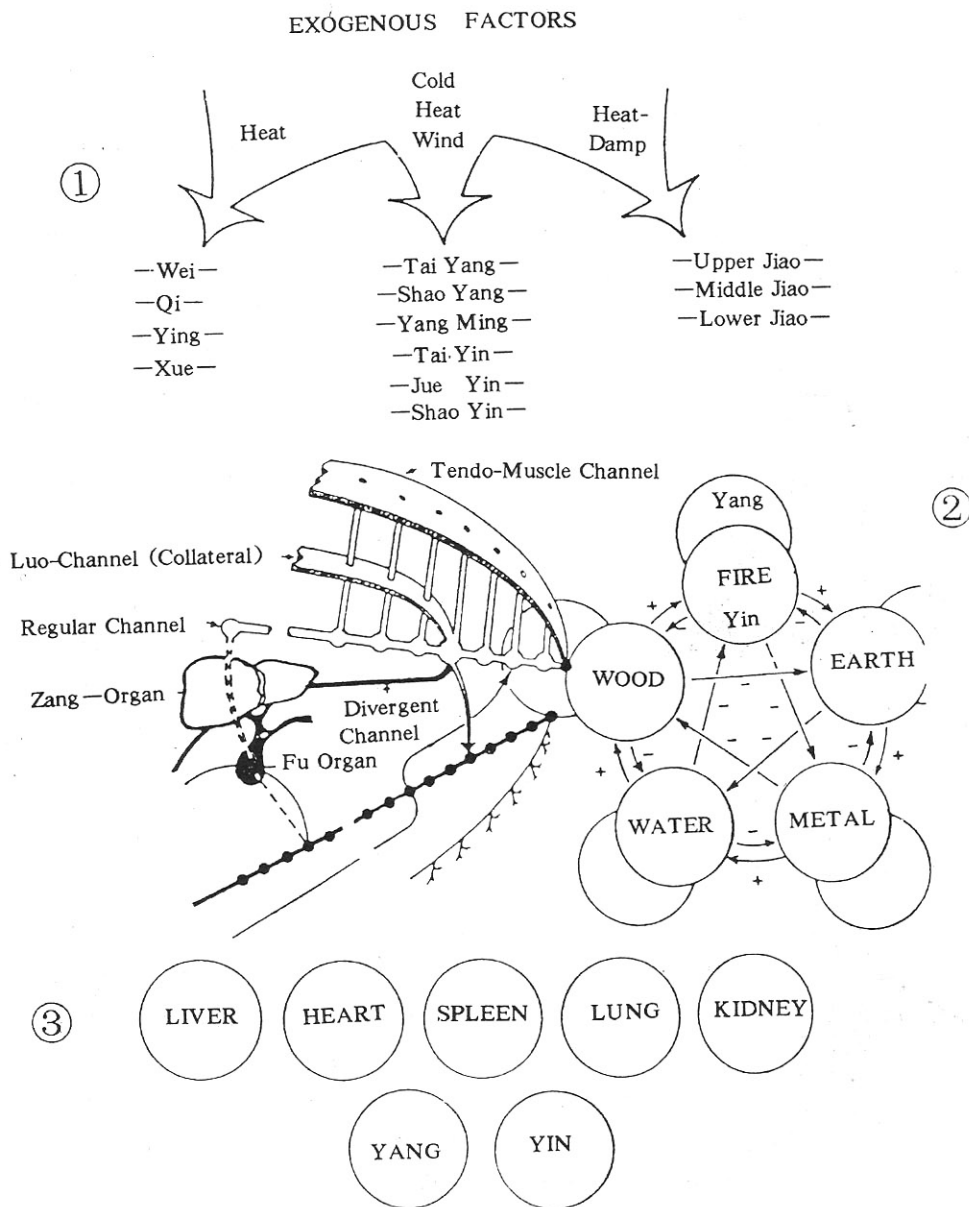 EXOGENOUS FACTORS
Cold
Heat
Wind
Heat
Heat-
Damp
①
—Wei—
—Qi—
—Ying—
—Xue—
—Tai Yang—
—Shao Yang—
—Yang Ming—
—Tai Yin—
—Jue Yin—
—Shao Yin—
—Upper Jiao—
—Middle Jiao—
—Lower Jiao—
Tendo-Muscle Channel
Luo-Channel (Collateral)
Regular Channel
Zang—Organ
Divergent
Channel
Fu Organ
②
Yang
FIRE
Yin
WOOD
EARTH
WATER
METAL
③
LIVER
HEART
SPLEEN
LUNG
KIDNEY
YANG
YIN